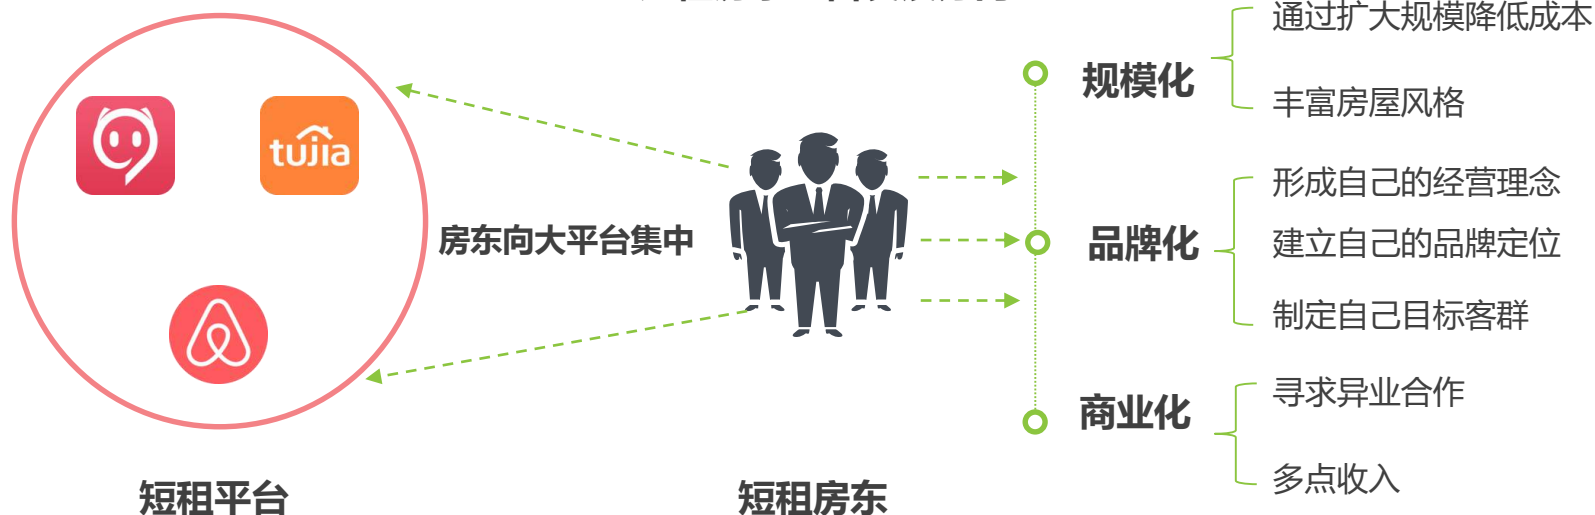 通过扩大规模降低成本
规模化
丰富房屋风格
tujia
形成自己的经营理念
房东向大平台集中
品牌化
建立自己的品牌定位
制定自己目标客群
商业化
寻求异业合作
多点收入
短租平台
短租房东